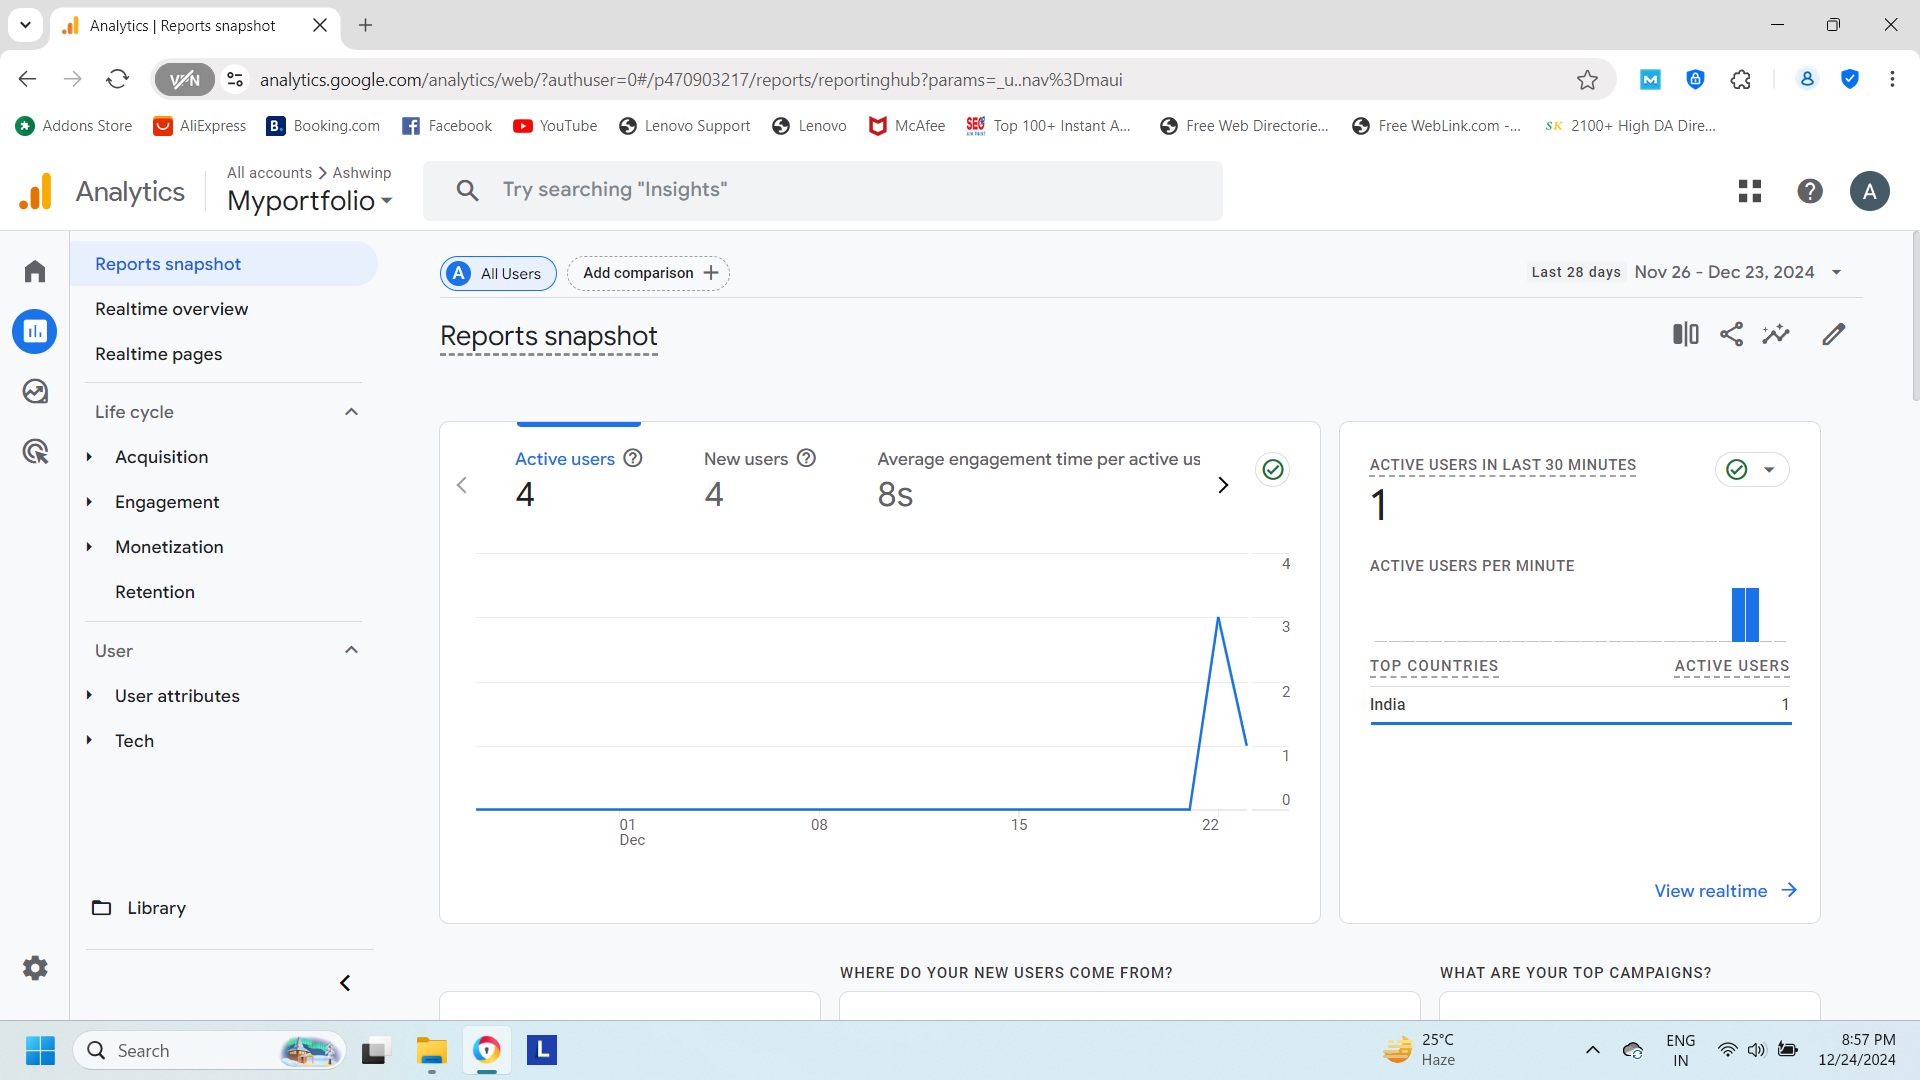 Analytics | Reports snapshot
VPN
analytics.google.com/analytics/web/?authuser=0#/p470903217/reports/reportinghub?params=_u..nav%3Dmaui
Addons Store
AliExpress
B.
Booking.com
Facebook
YouTube
Lenovo Support
Lenovo
McAfee
SEO
Top 100+ Instant A...
Free Web Directorie...
Free WebLink.com -...
SK
2100+ High DA Dire...
Analytics
All accounts > Ashwinp
Myportfolio
Try searching "Insights"
A
Reports snapshot
Realtime overview
Realtime pages
Life cycle
Acquisition
Engagement
Monetization
Retention
User
User attributes
Tech
Library
A All Users
Add comparison +
Last 28 days Nov 26 - Dec 23, 2024
Reports snapshot
Active users
4
New users
4
Average engagement time per active us
8s
4
3
2
1
0
01
Dec
08
15
22
ACTIVE USERS IN LAST 30 MINUTES
1
ACTIVE USERS PER MINUTE
TOP COUNTRIES ACTIVE USERS
India 1
View realtime
WHERE DO YOUR NEW USERS COME FROM?
WHAT ARE YOUR TOP CAMPAIGNS?
Search
L
25°C
Haze
ENG
IN
8:57 PM
12/24/2024